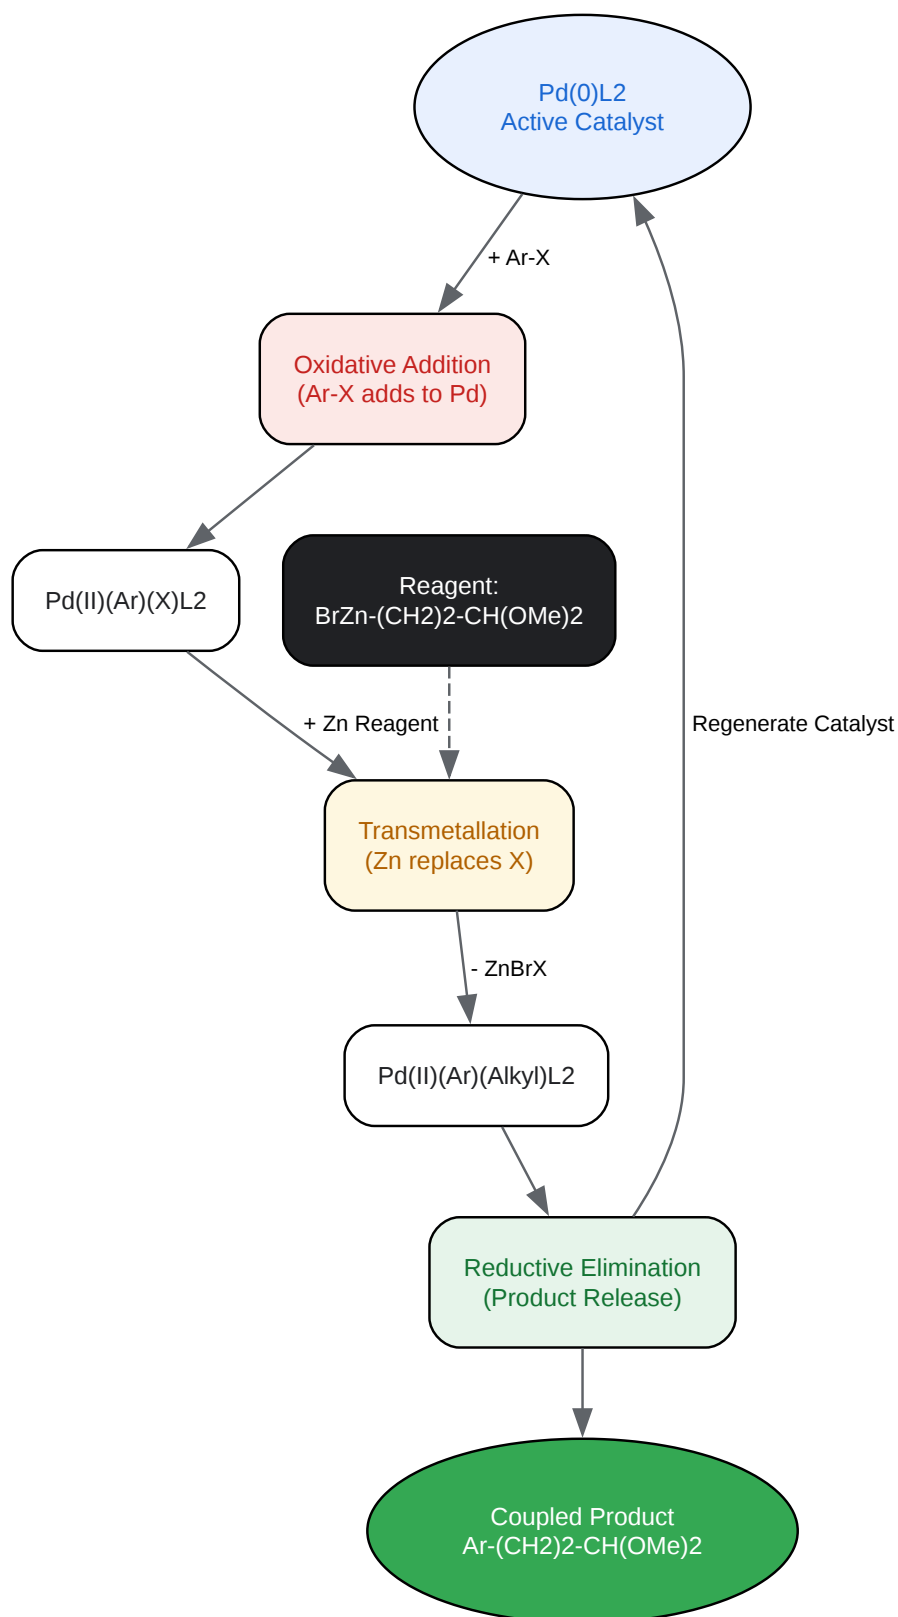 Pd(0)L2
Active Catalyst
+ Ar-X
Oxidative Addition
(Ar-X adds to Pd)
Pd(II)(Ar)(X)L2
Reagent:
BrZn-(CH2)2-CH(OMe)2
+ Zn Reagent
Regenerate Catalyst
Transmetallation
(Zn replaces X)
- ZnBrX
Pd(II)(Ar)(Alkyl)L2
Reductive Elimination
(Product Release)
Coupled Product
Ar-(CH2)2-CH(OMe)2